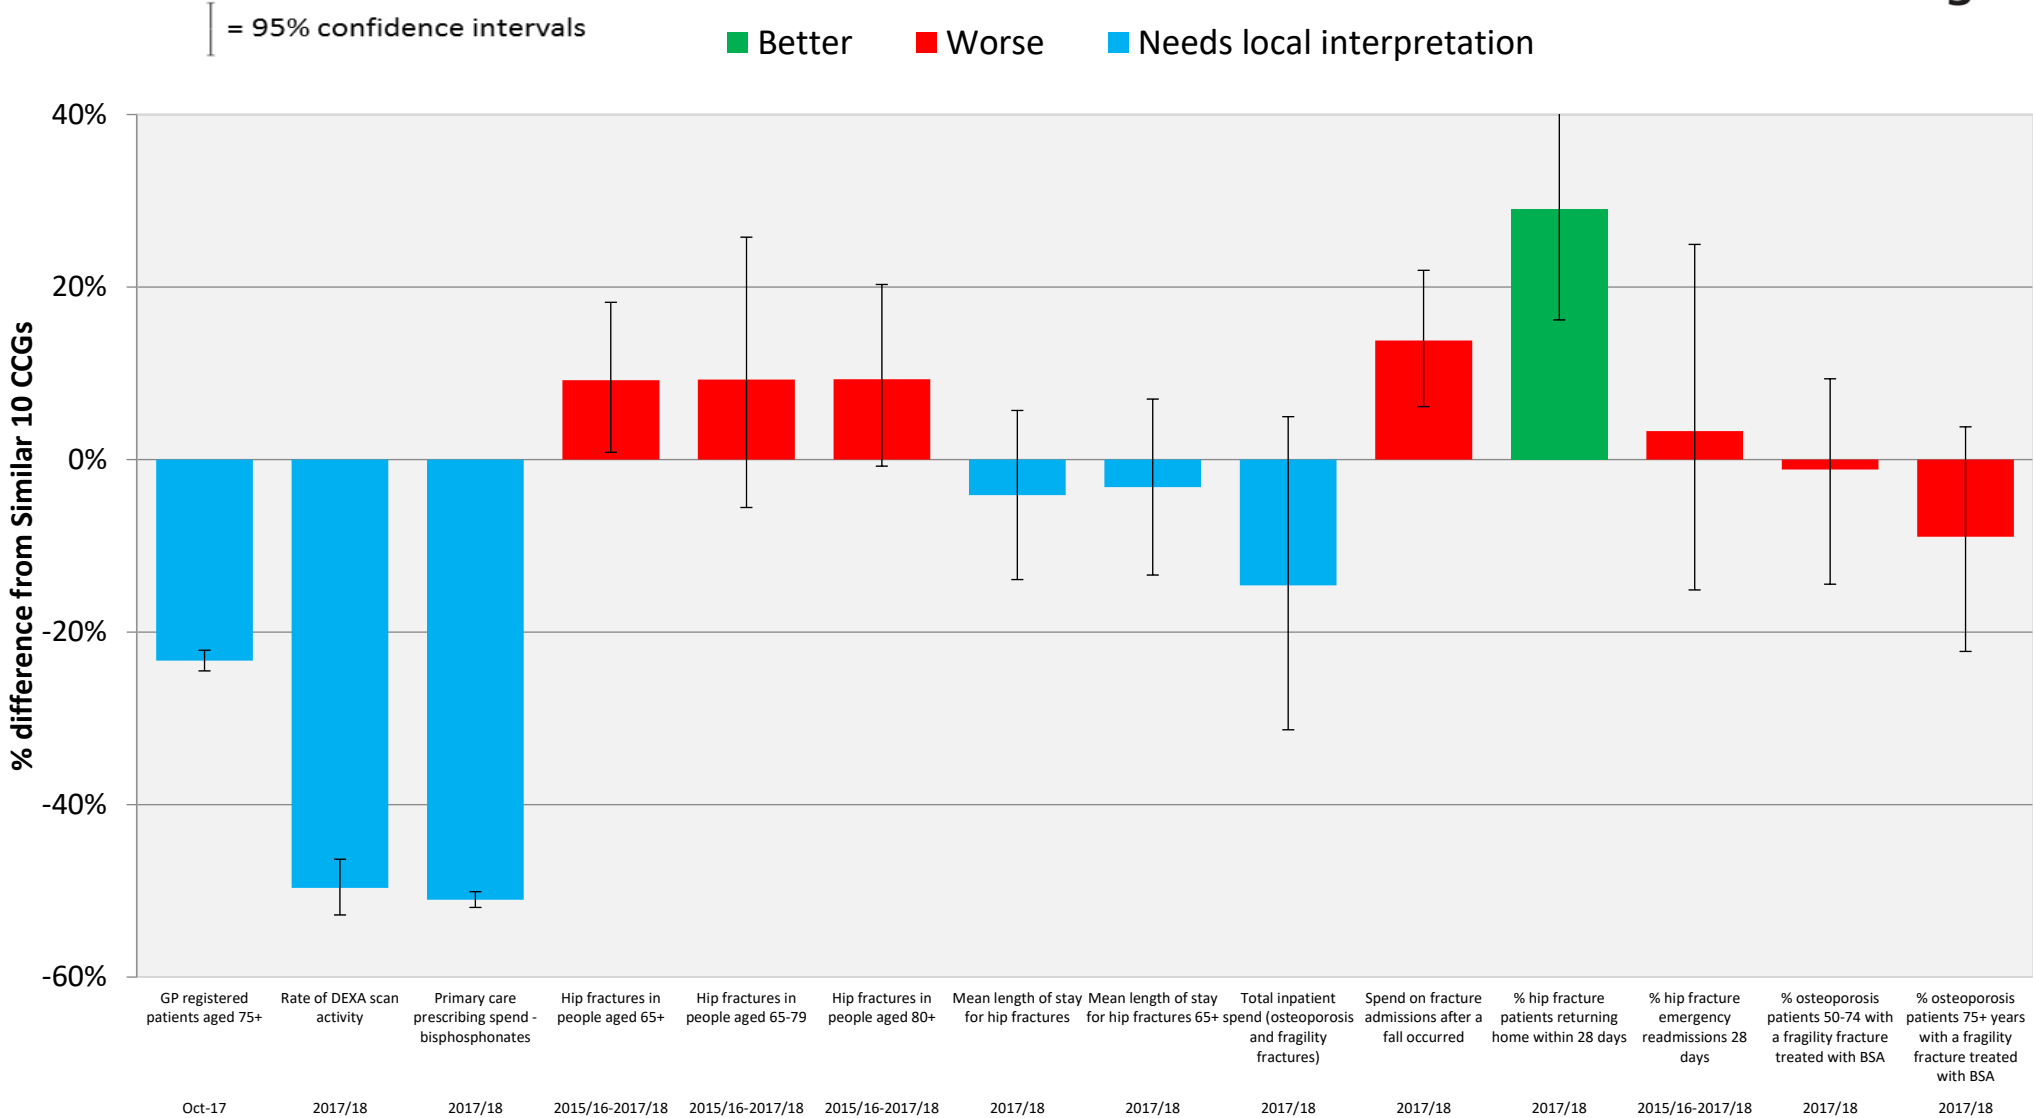 = 95% confidence intervals
Better
Worse
Needs local interpretation
% difference from Similar 10 CCGs
40%
20%
0%
-20%
-40%
-60%
GP registered
patients aged 75+
Oct-17
Rate of DEXA scan
activity
2017/18
Primary care
prescribing spend -
bisphosphonates
2017/18
Hip fractures in
people aged 65+
2015/16-2017/18
Hip fractures in
people aged 65-79
2015/16-2017/18
Hip fractures in
people aged 80+
2015/16-2017/18
Mean length of stay
for hip fractures
2017/18
Mean length of stay
for hip fractures 65+
2017/18
Total inpatient
spend (osteoporosis
and fragility
fractures)
2017/18
Spend on fracture
admissions after a
fall occurred
2017/18
% hip fracture
patients returning
home within 28 days
2017/18
% hip fracture
emergency
readmissions 28
days
2015/16-2017/18
% osteoporosis
patients 50-74 with
a fragility fracture
treated with BSA
2017/18
% osteoporosis
patients 75+ years
with a fragility
fracture treated
with BSA
2017/18